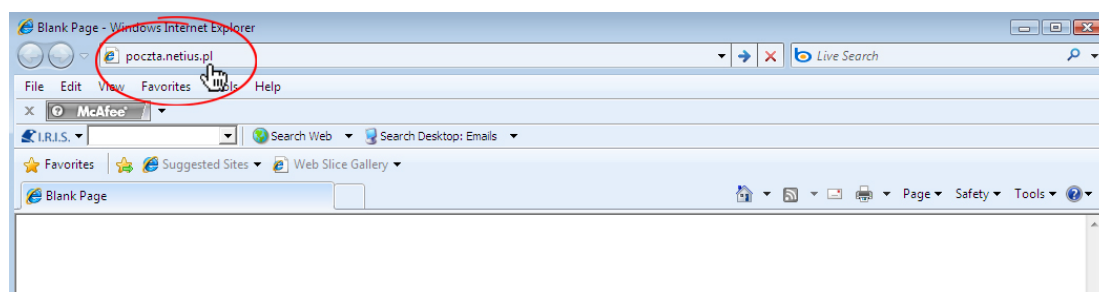 Blank Page - Windows Internet Explorer
poczta.netius.pl
Live Search
File Edit View Favorites Tools Help
x McAfee
I.R.I.S. Search Web Search Desktop: Emails
Favorites Suggested Sites Web Slice Gallery
Blank Page Page Safety Tools